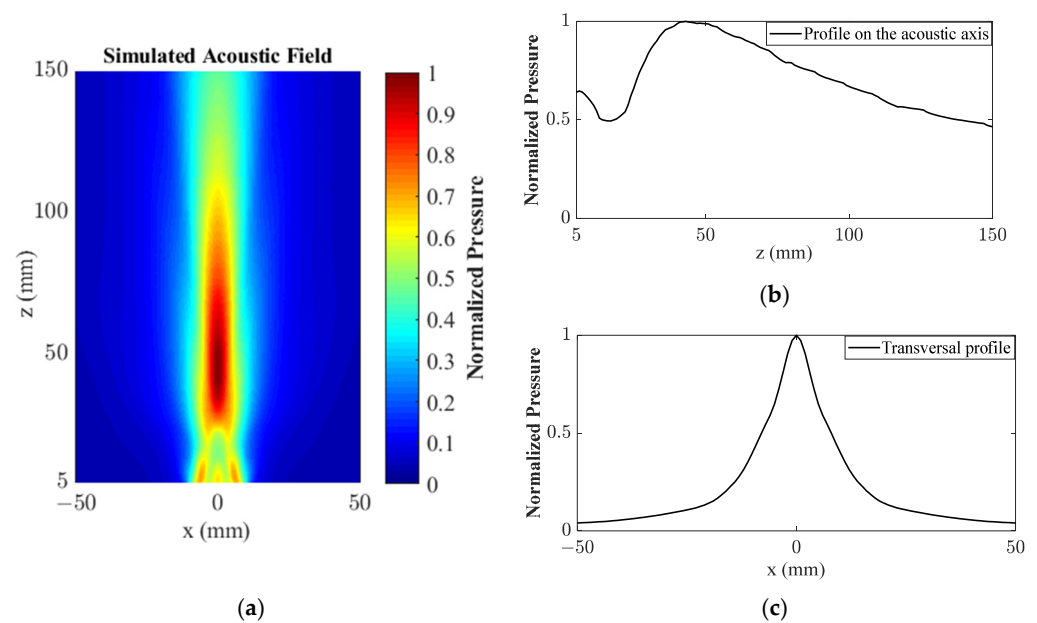 Simulated Acoustic Field
150
100
50
5
z (mm)
−50
0
50
x (mm)
1
0.9
0.8
0.7
0.6
0.5
0.4
0.3
0.2
0.1
0
Normalized Pressure
(a)
1
0.5
0
Normalized Pressure
Profile on the acoustic axis
5
50
100
150
z (mm)
(b)
1
0.5
0
Normalized Pressure
Transversal profile
−50
0
50
x (mm)
(c)